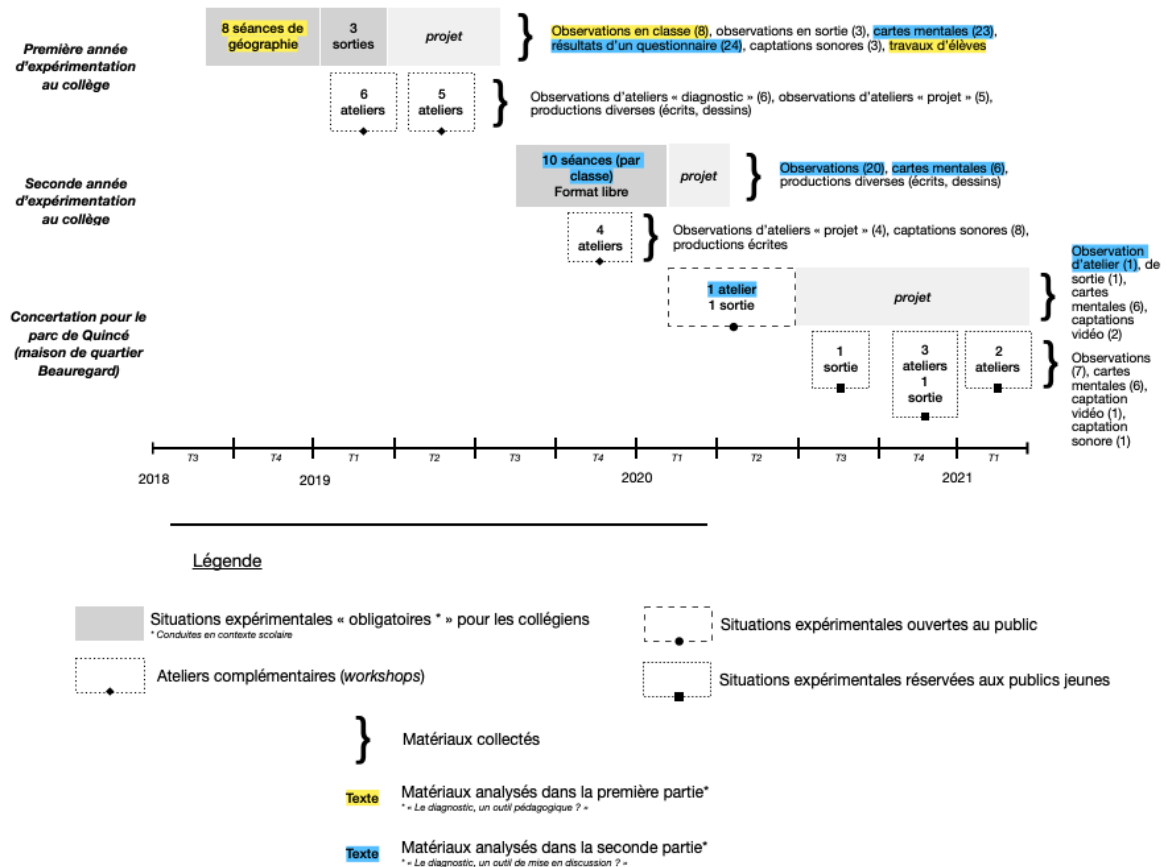 Première année
d'expérimentation
au collège
8 séances de
géographie
3
sorties
projet
}
Observations en classe (8), observations en sortie (3), cartes mentales (23),
résultats d'un questionnaire (24), captations sonores (3), travaux d'élèves
6
ateliers
5
ateliers
}
Observations d'ateliers « diagnostic » (6), observations d'ateliers « projet » (5),
productions diverses (écrits, dessins)
Seconde année
d'expérimentation
au collège
10 séances (par
classe)
Format libre
projet
}
Observations (20), cartes mentales (6),
productions diverses (écrits, dessins)
4
ateliers
}
Observations d'ateliers « projet » (4), captations sonores (8),
productions écrites
Concertation pour le
parc de Quincé
(maison de quartier
Beauregard)
1 atelier
1 sortie
projet
}
Observation
d'atelier (1), de
sortie (1),
cartes
mentales (6),
captations
vidéo (2)
1
sortie
3
ateliers
1
sortie
2
ateliers
}
Observations
(7), cartes
mentales (6),
captation
vidéo (1),
captation
sonore (1)
T3 T4 T1 T2 T3 T4 T1 T2 T3 T4 T1
2018 2019 2020 2021
Légende
Situations expérimentales « obligatoires * » pour les collégiens
* Conduites en contexte scolaire
Situations expérimentales ouvertes au public
Ateliers complémentaires (workshops)
Situations expérimentales réservées aux publics jeunes
} Matériaux collectés
Texte Matériaux analysés dans la première partie*
* « Le diagnostic, un outil pédagogique ? »
Texte Matériaux analysés dans la seconde partie*
* « Le diagnostic, un outil de mise en discussion ? »